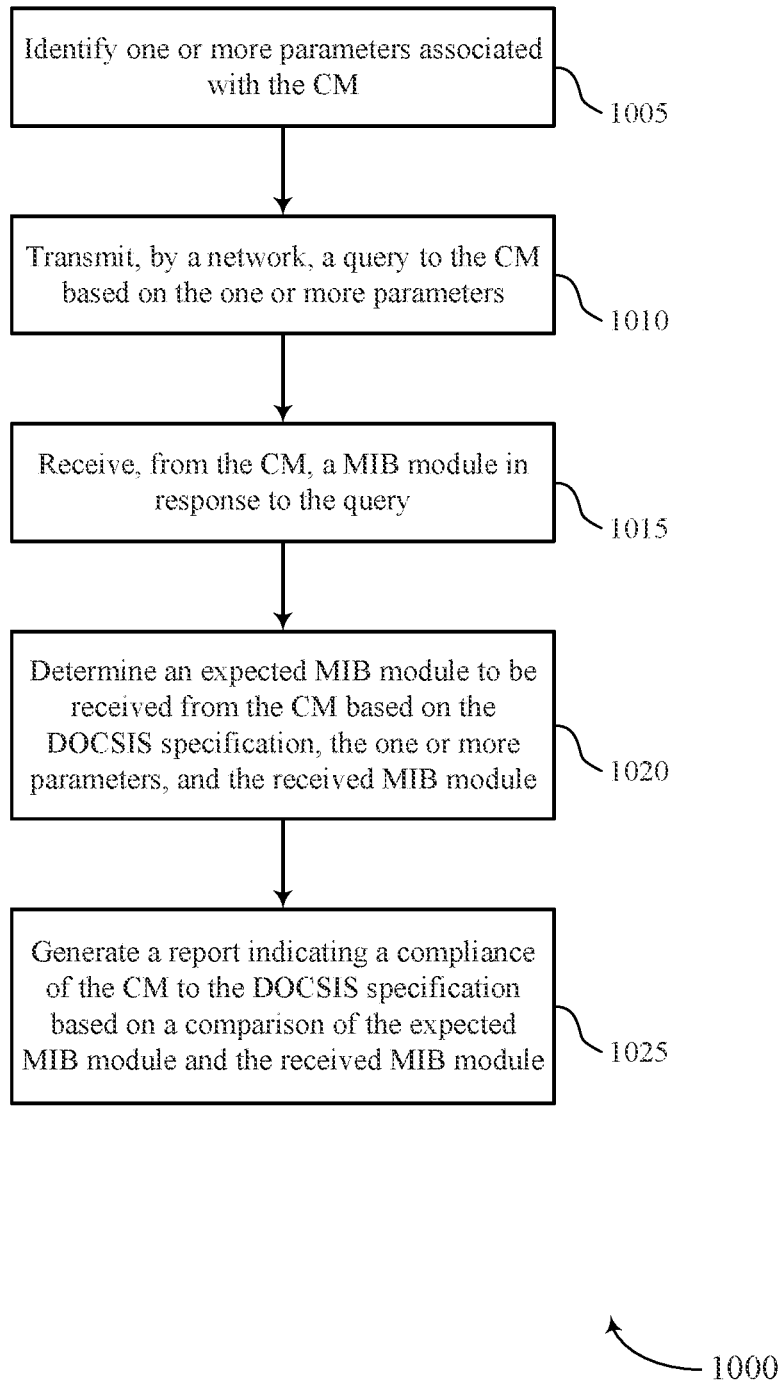 Identify one or more parameters associated
with the CM
1005
Transmit, by a network, a query to the CM
based on the one or more parameters
1010
Receive, from the CM, a MIB module in
response to the query
1015
Determine an expected MIB module to be
received from the CM based on the
DOCSIS specification, the one or more
parameters, and the received MIB module
1020
Generate a report indicating a compliance
of the CM to the DOCSIS specification
based on a comparison of the expected
MIB module and the received MIB module
1025
1000